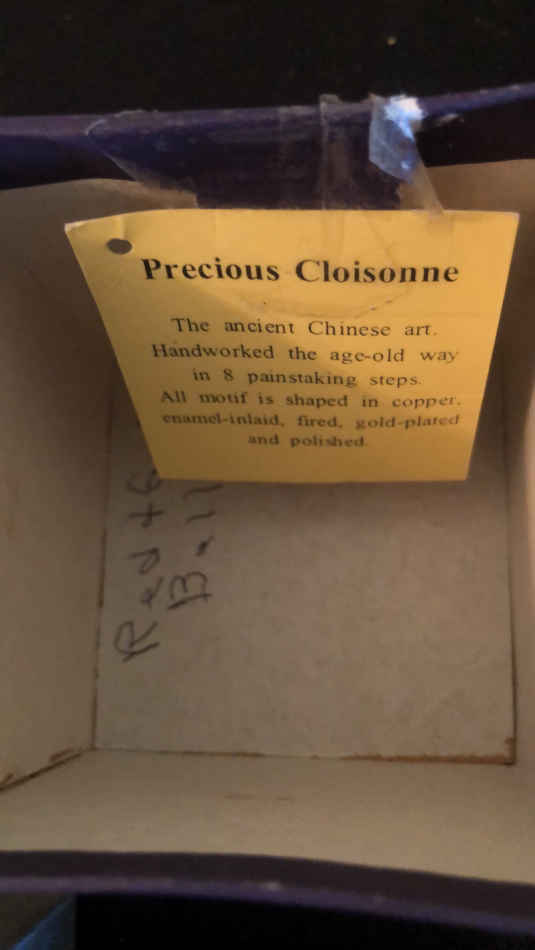 Precious Cloisonne
The ancient Chinese art.
Handworked the age-old way
in 8 painstaking steps.
All motif is shaped in copper,
enamel-inlaid, fired, gold-plated
and polished.
Red +